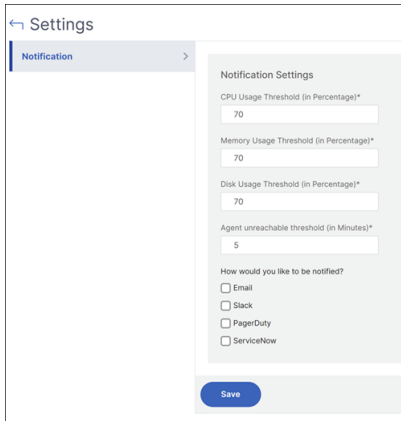 Settings
Notification
Notification Settings
CPU Usage Threshold (in Percentage)*
70
Memory Usage Threshold (in Percentage)*
70
Disk Usage Threshold (in Percentage)*
70
Agent unreachable threshold (in Minutes)*
5
How would you like to be notified?
Email
Slack
PagerDuty
ServiceNow
Save